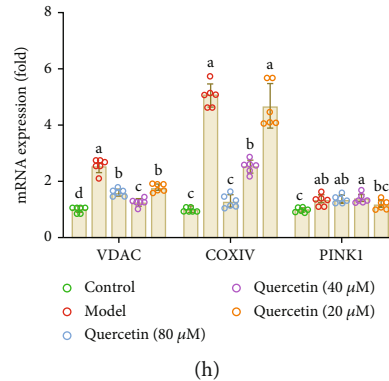 mRNA expression (fold)
8
6
4
2
0
d a b c b
c a c b a
c ab ab a bc
VDAC COXIV PINK1
Control Quercetin (40 μM)
Model Quercetin (20 μM)
Quercetin (80 μM)
(h)